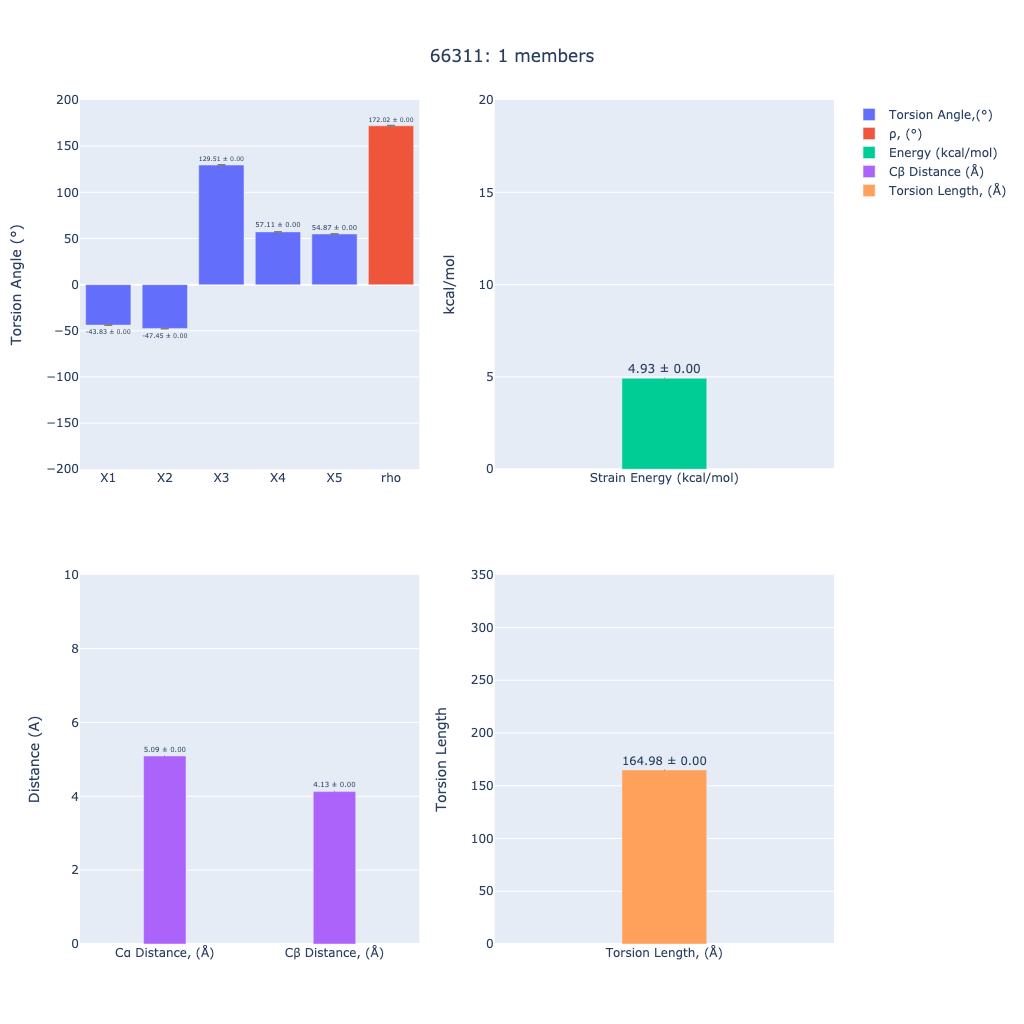 66311: 1 members
200
150
100
50
0
−50
−100
−150
−200
Torsion Angle (°)
-43.83 ± 0.00
-47.45 ± 0.00
129.51 ± 0.00
57.11 ± 0.00
54.87 ± 0.00
172.02 ± 0.00
X1 X2 X3 X4 X5 rho
20
15
10
5
0
kcal/mol
4.93 ± 0.00
Strain Energy (kcal/mol)
Torsion Angle,(°)
ρ, (°)
Energy (kcal/mol)
Cβ Distance (Å)
Torsion Length, (Å)
10
8
6
4
2
0
Distance (A)
5.09 ± 0.00
4.13 ± 0.00
Cα Distance, (Å) Cβ Distance, (Å)
350
300
250
200
150
100
50
0
Torsion Length
164.98 ± 0.00
Torsion Length, (Å)